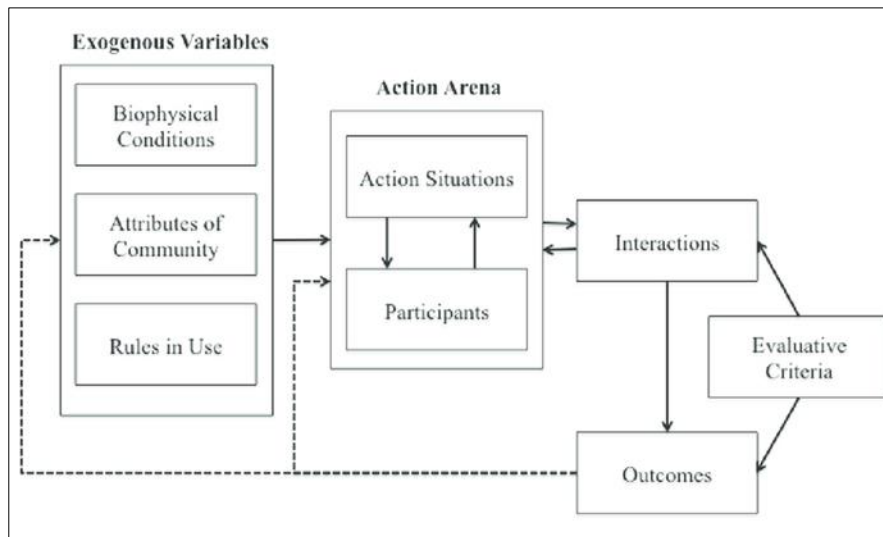 Exogenous Variables
Biophysical
Conditions
Attributes of
Community
Rules in Use
Action Arena
Action Situations
Participants
Interactions
Evaluative
Criteria
Outcomes